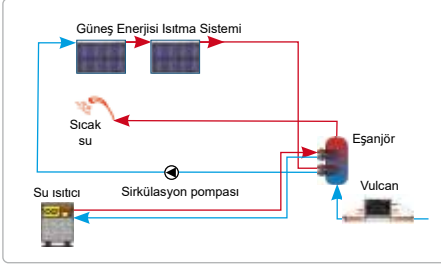 Güneş Enerjisi Isıtma Sistemi
Sıcak
su
Eşanjör
Su ısıtıcı
Sirkülasyon pompası
Vulcan